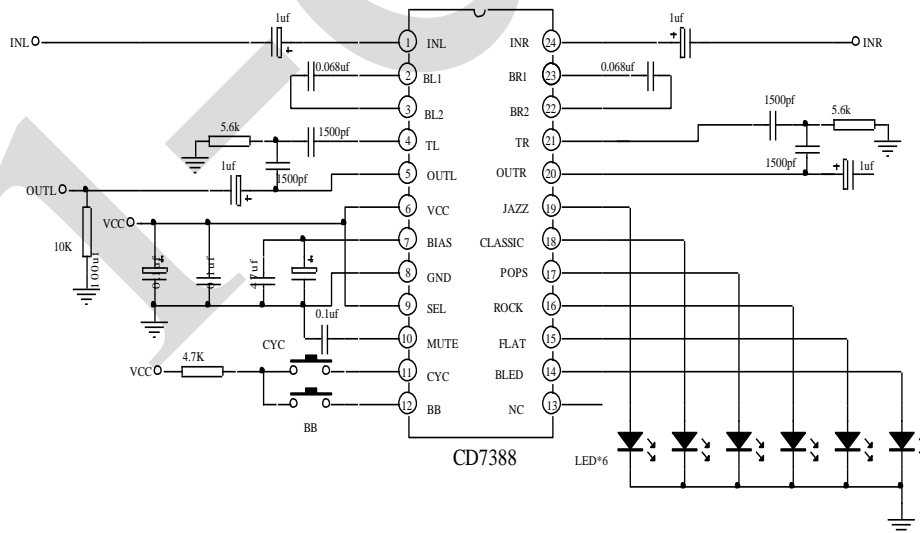 1uf
1uf
INL
1
INL
INR
24
INR
0.068uf
0.068uf
2
BL1
BR1
23
3
BL2
BR2
22
5.6k
1500pf
1500pf
5.6k
4
TL
TR
21
1uf
1500pf
1500pf
1uf
OUTL
5
OUTL
OUTR
20
VCC
6
VCC
JAZZ
19
10K
100uf
0.1uf
0.1uf
47uf
7
BIAS
CLASSIC
18
8
GND
POPS
17
9
SEL
ROCK
16
0.1uf
10
MUTE
FLAT
15
CYC
VCC
4.7K
11
CYC
BLED
14
12
BB
NC
13
BB
CD7388
LED*6